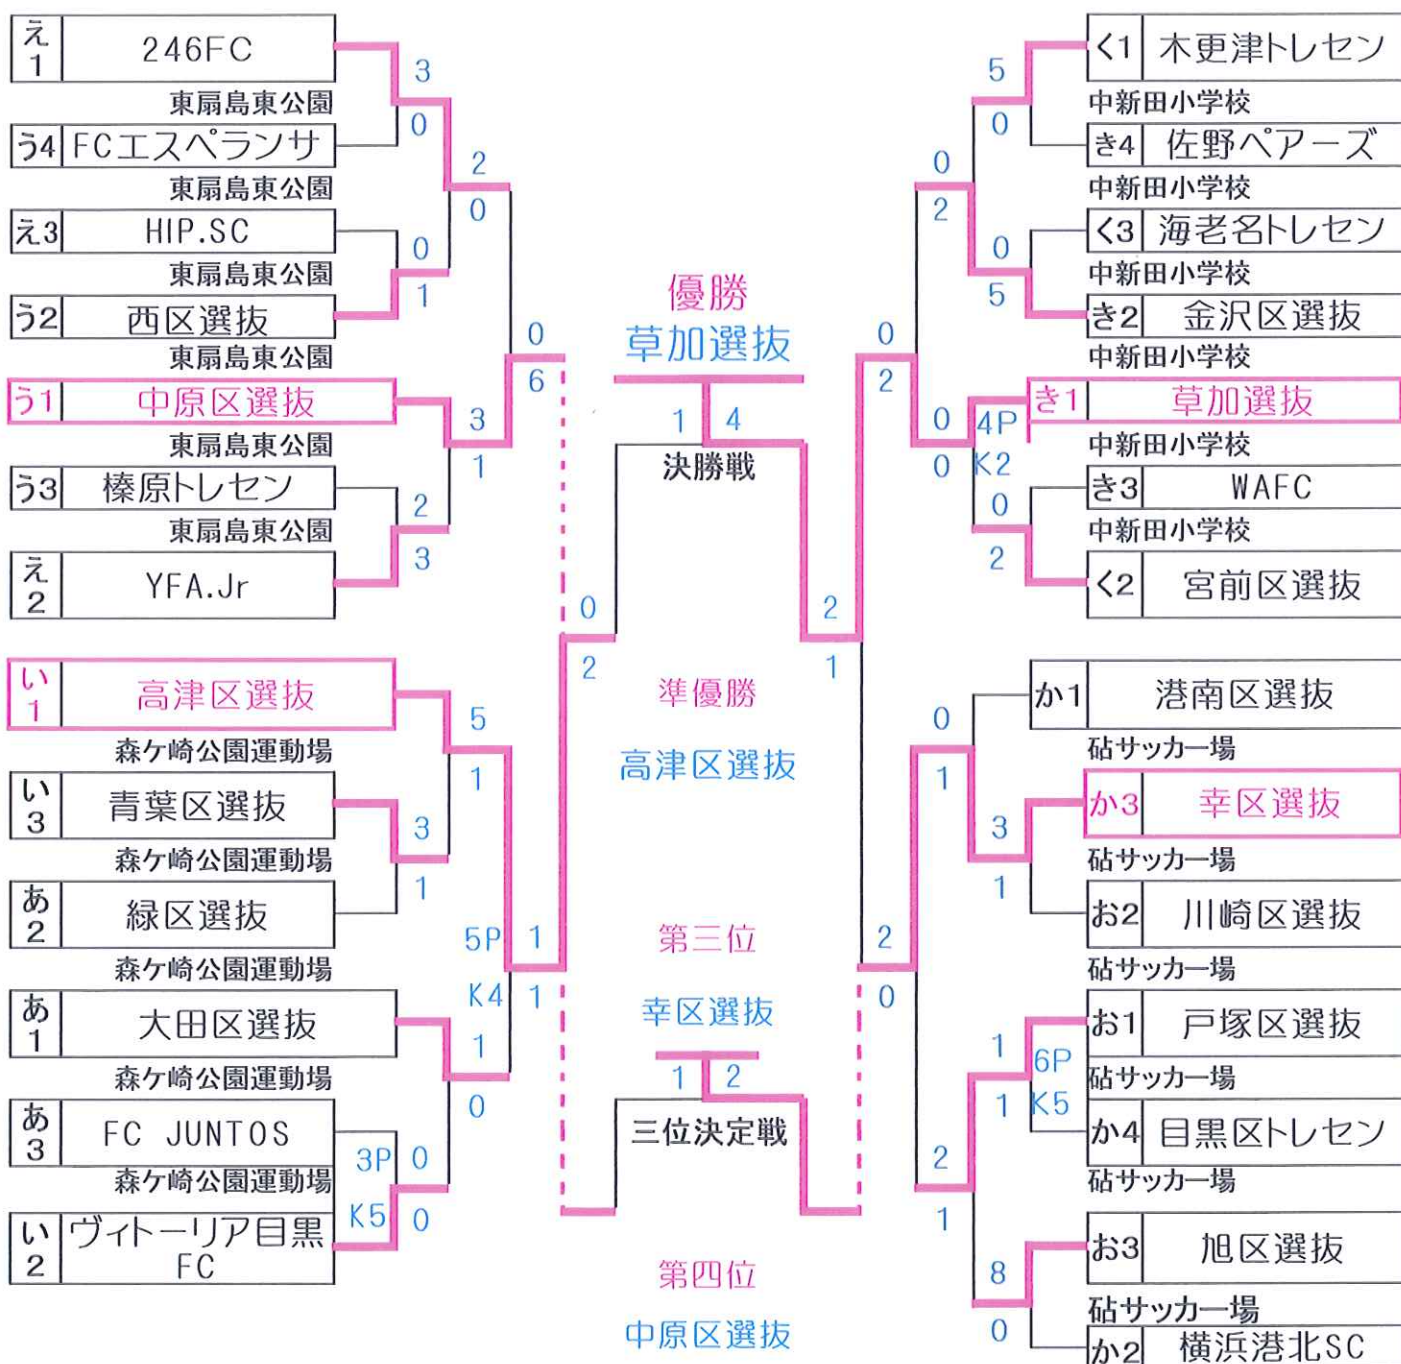 え1 246FC
3
東扇島東公園
0
う4 FCエスペランサ
2
東扇島東公園
0
え3 HIP.SC
0
東扇島東公園
1
う2 西区選抜
0
東扇島東公園
6
う1 中原区選抜
3
東扇島東公園
1
う3 榛原トレセン
2
東扇島東公園
3
え2 YFA.Jr
0
2
い1 高津区選抜
5
森ケ崎公園運動場
1
い3 青葉区選抜
3
森ケ崎公園運動場
1
あ2 緑区選抜
5P 1
森ケ崎公園運動場
K4 1
あ1 大田区選抜
1
森ケ崎公園運動場
0
あ3 FC JUNTOS
3P 0
森ケ崎公園運動場
K5 0
い2 ヴィトーリア目黒
FC
優勝
草加選抜
1 4
決勝戦
準優勝
高津区選抜
第三位
幸区選抜
1 2
三位決定戦
第四位
中原区選抜
く1 木更津トレセン
5
中新田小学校
0
き4 佐野ペアーズ
0
中新田小学校
2
く3 海老名トレセン
0
中新田小学校
5
き2 金沢区選抜
0
中新田小学校
2
き1 草加選抜
0 4P
中新田小学校
0 K2
き3 WAFC
0
中新田小学校
2
く2 宮前区選抜
2
1
か1 港南区選抜
0
砧サッカー場
1
か3 幸区選抜
3
砧サッカー場
1
お2 川崎区選抜
2
砧サッカー場
0
お1 戸塚区選抜
1 6P
砧サッカー場
1 K5
か4 目黒区トレセン
2
砧サッカー場
1
お3 旭区選抜
8
砧サッカー場
0
か2 横浜港北SC